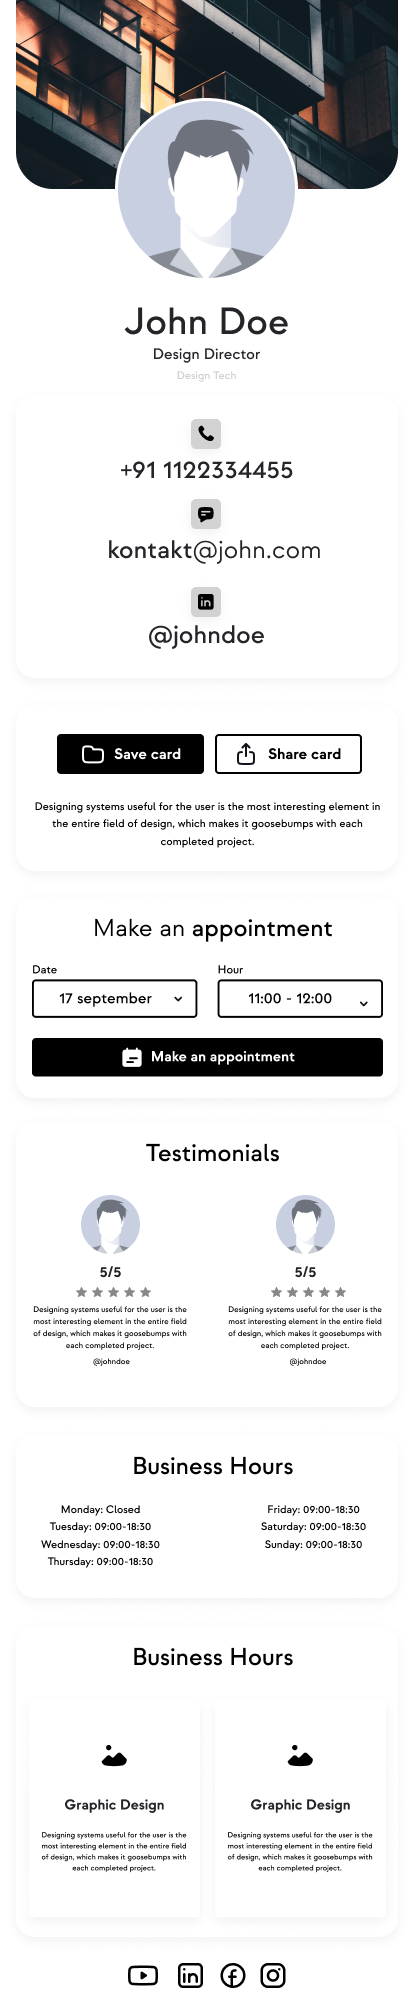 John Doe
Design Director
Design Tech
+91 1122334455
kontakt@john.com
in
@johndoe
Save card
Share card
Designing systems useful for the user is the most interesting element in
the entire field of design, which makes it goosebumps with each
completed project.
Make an appointment
Date
Hour
17 september
11:00 - 12:00
Make an appointment
Testimonials
5/5
Designing systems useful for the user is the
most interesting element in the entire field
of design, which makes it goosebumps with
each completed project.
@johndoe
5/5
Designing systems useful for the user is the
most interesting element in the entire field
of design, which makes it goosebumps with
each completed project.
@johndoe
Business Hours
Monday: Closed
Tuesday: 09:00-18:30
Wednesday: 09:00-18:30
Thursday: 09:00-18:30
Friday: 09:00-18:30
Saturday: 09:00-18:30
Sunday: 09:00-18:30
Business Hours
Graphic Design
Designing systems useful for the user is the
most interesting element in the entire field
of design, which makes it goosebumps with
each completed project.
Graphic Design
Designing systems useful for the user is the
most interesting element in the entire field
of design, which makes it goosebumps with
each completed project.
in